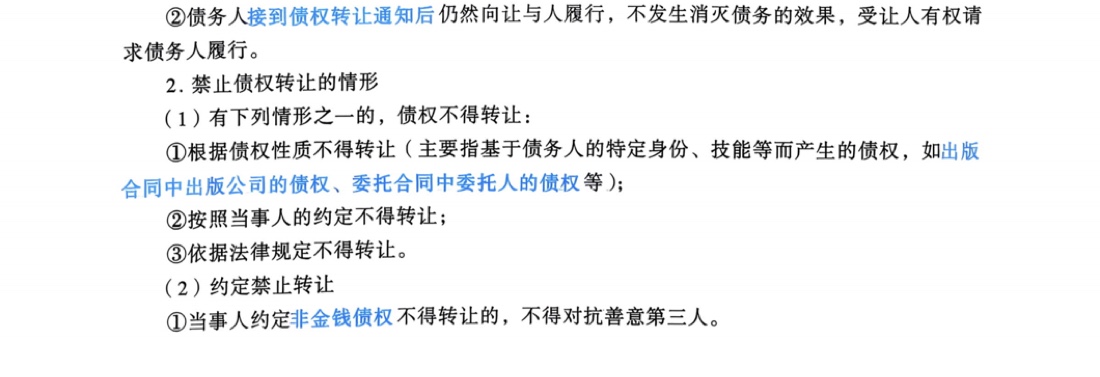 ②债务人接到债权转让通知后仍然向让与人履行，不发生消灭债务的效果，受让人有权请
求债务人履行。
2. 禁止债权转让的情形
（1）有下列情形之一的，债权不得转让：
①根据债权性质不得转让（主要指基于债务人的特定身份、技能等而产生的债权，如出版
合同中出版公司的债权、委托合同中委托人的债权等）；
②按照当事人的约定不得转让；
③依据法律规定不得转让。
（2）约定禁止转让
①当事人约定非金钱债权不得转让的，不得对抗善意第三人。